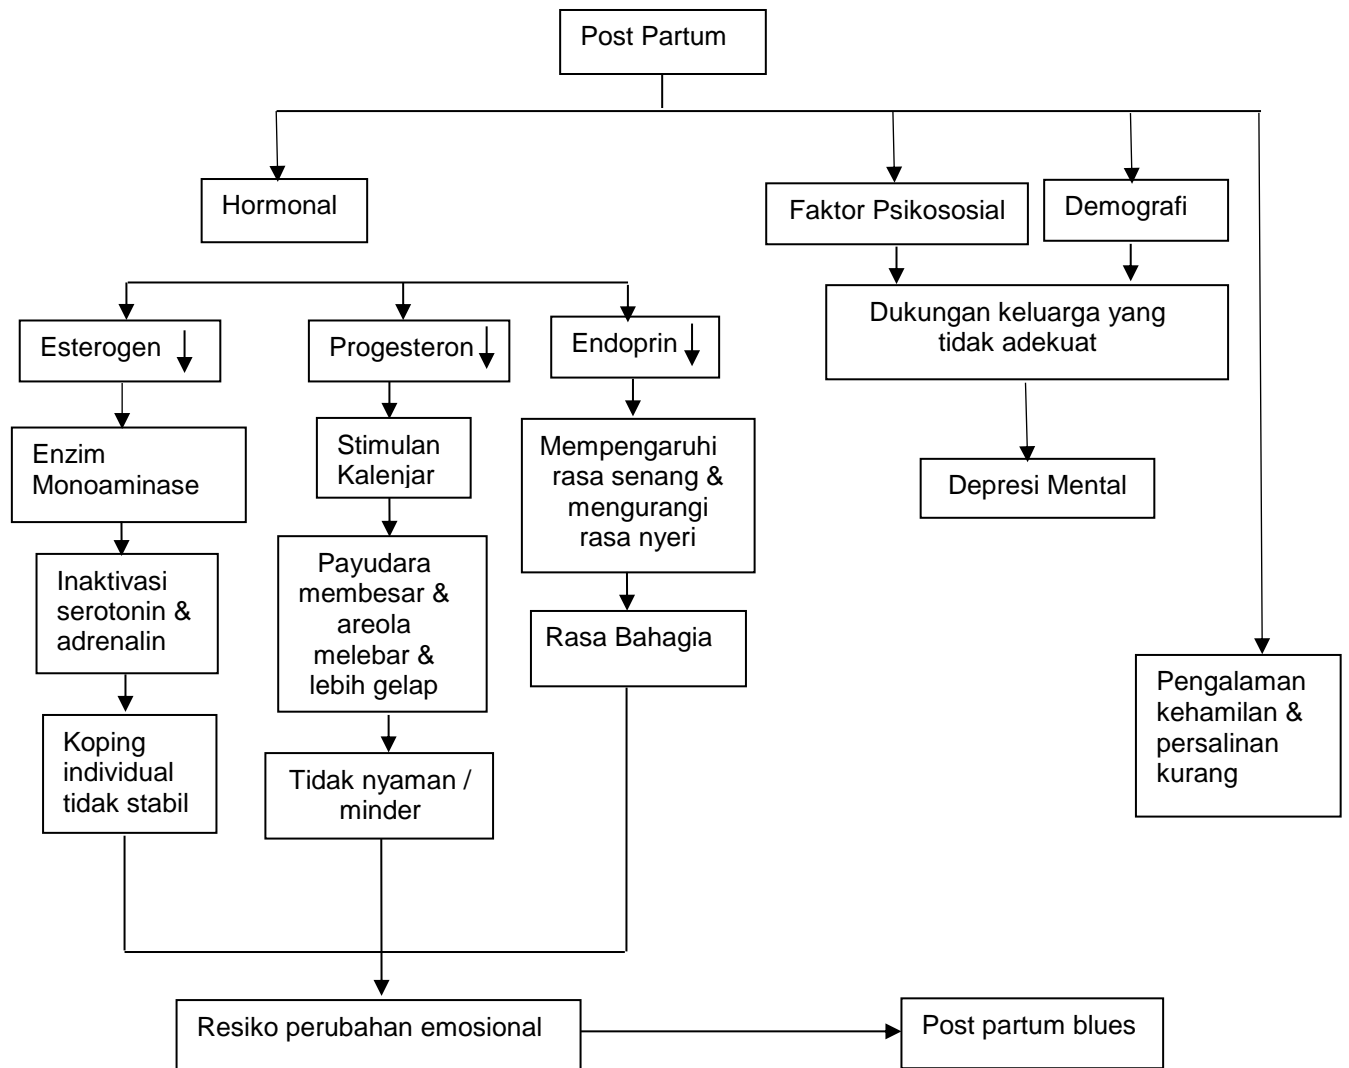 Post Partum
Hormonal
Faktor Psikososial
Demografi
Esterogen
Progesteron
Endoprin
Dukungan keluarga yang
tidak adekuat
Enzim
Monoaminase
Stimulan
Kalenjar
Mempengaruhi
rasa senang &
mengurangi
rasa nyeri
Depresi Mental
Inaktivasi
serotonin &
adrenalin
Payudara
membesar &
areola
melebar &
lebih gelap
Rasa Bahagia
Pengalaman
kehamilan &
persalinan
kurang
Koping
individual
tidak stabil
Tidak nyaman /
minder
Resiko perubahan emosional
Post partum blues